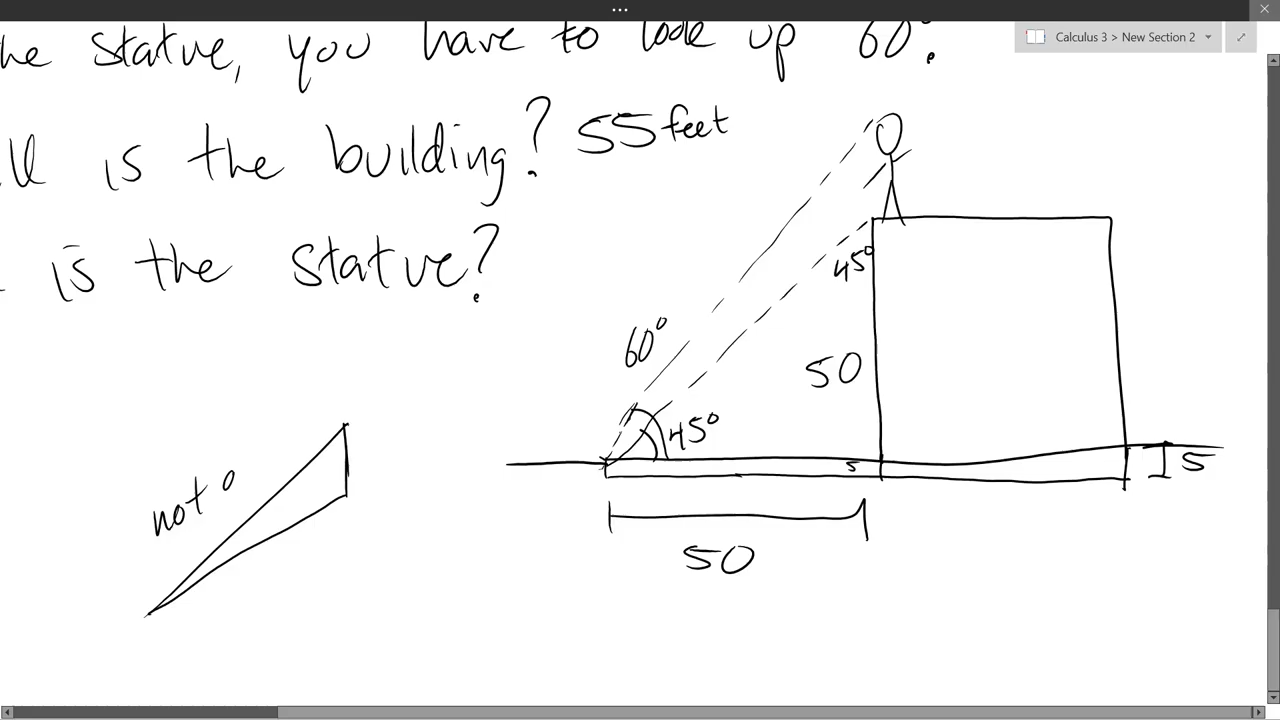 Calculus 3 > New Section 2
he statue, you have to look up 60°.
ll is the building? 55 feet
is the statue?
45°
60°
50
45°
5
5
not °
50